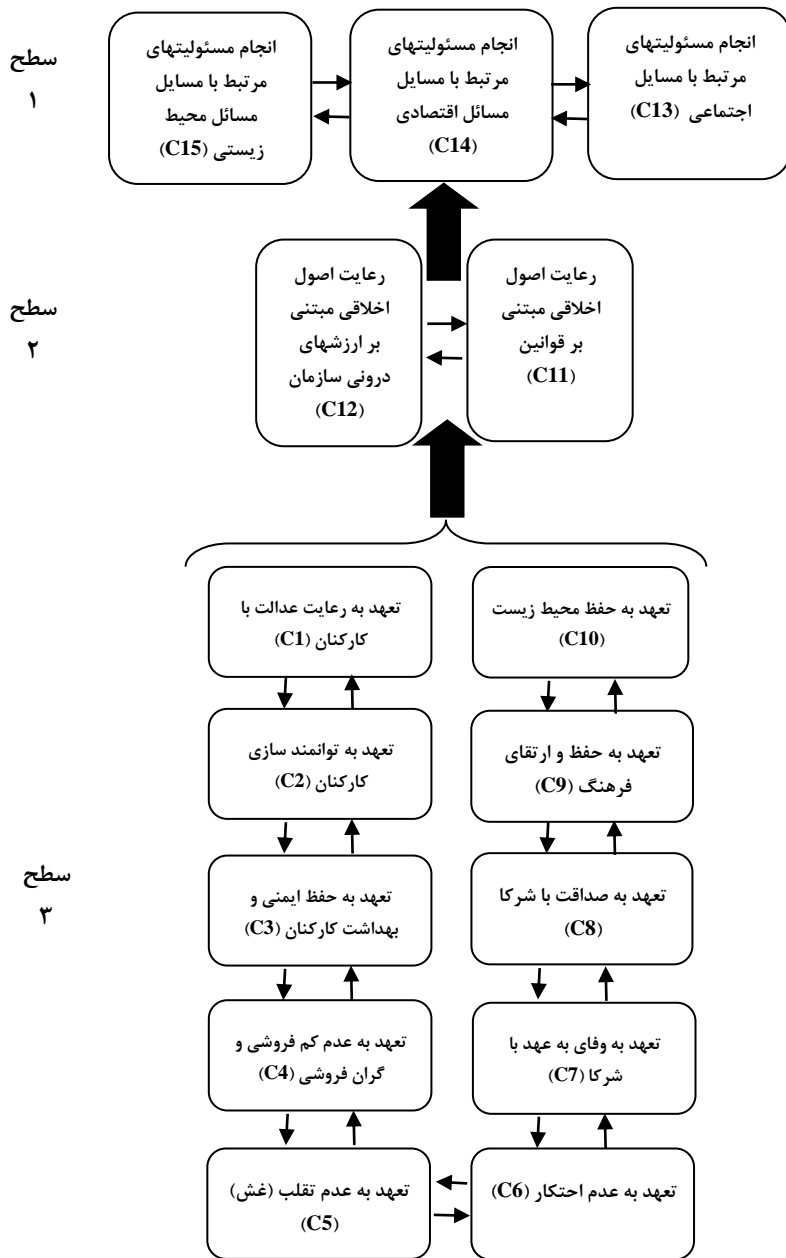 سطح
۱
انجام مسئولیتهای
مرتبط با مسایل
اجتماعی (C13)
انجام مسئولیتهای
مرتبط با مسایل
مسائل اقتصادی
(C14)
انجام مسئولیتهای
مرتبط با مسایل
مسائل محیط
زیستی (C15)
سطح
۲
رعایت اصول
اخلاقی مبتنی
بر قوانین
(C11)
رعایت اصول
اخلاقی مبتنی
بر ارزشهای
درونی سازمان
(C12)
سطح
۳
تعهد به حفظ محیط زیست
(C10)
تعهد به رعایت عدالت با
کارکنان (C1)
تعهد به حفظ و ارتقای
فرهنگ (C9)
تعهد به توانمند سازی
کارکنان (C2)
تعهد به صداقت با شرکا
(C8)
تعهد به حفظ ایمنی و
بهداشت کارکنان (C3)
تعهد به وفای به عهد با
شرکا (C7)
تعهد به عدم کم فروشی و
گران فروشی (C4)
تعهد به عدم احتکار (C6)
تعهد به عدم تقلب (غش)
(C5)